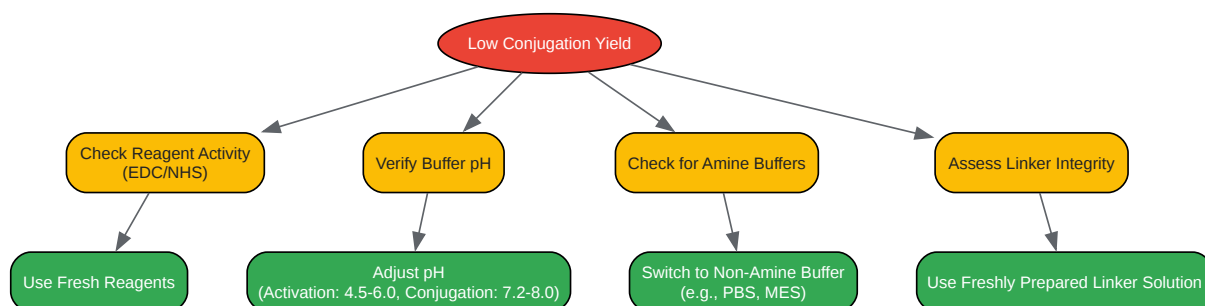 Low Conjugation Yield
Check Reagent Activity
(EDC/NHS)
Verify Buffer pH
Check for Amine Buffers
Assess Linker Integrity
Use Fresh Reagents
Adjust pH
(Activation: 4.5-6.0, Conjugation: 7.2-8.0)
Switch to Non-Amine Buffer
(e.g., PBS, MES)
Use Freshly Prepared Linker Solution